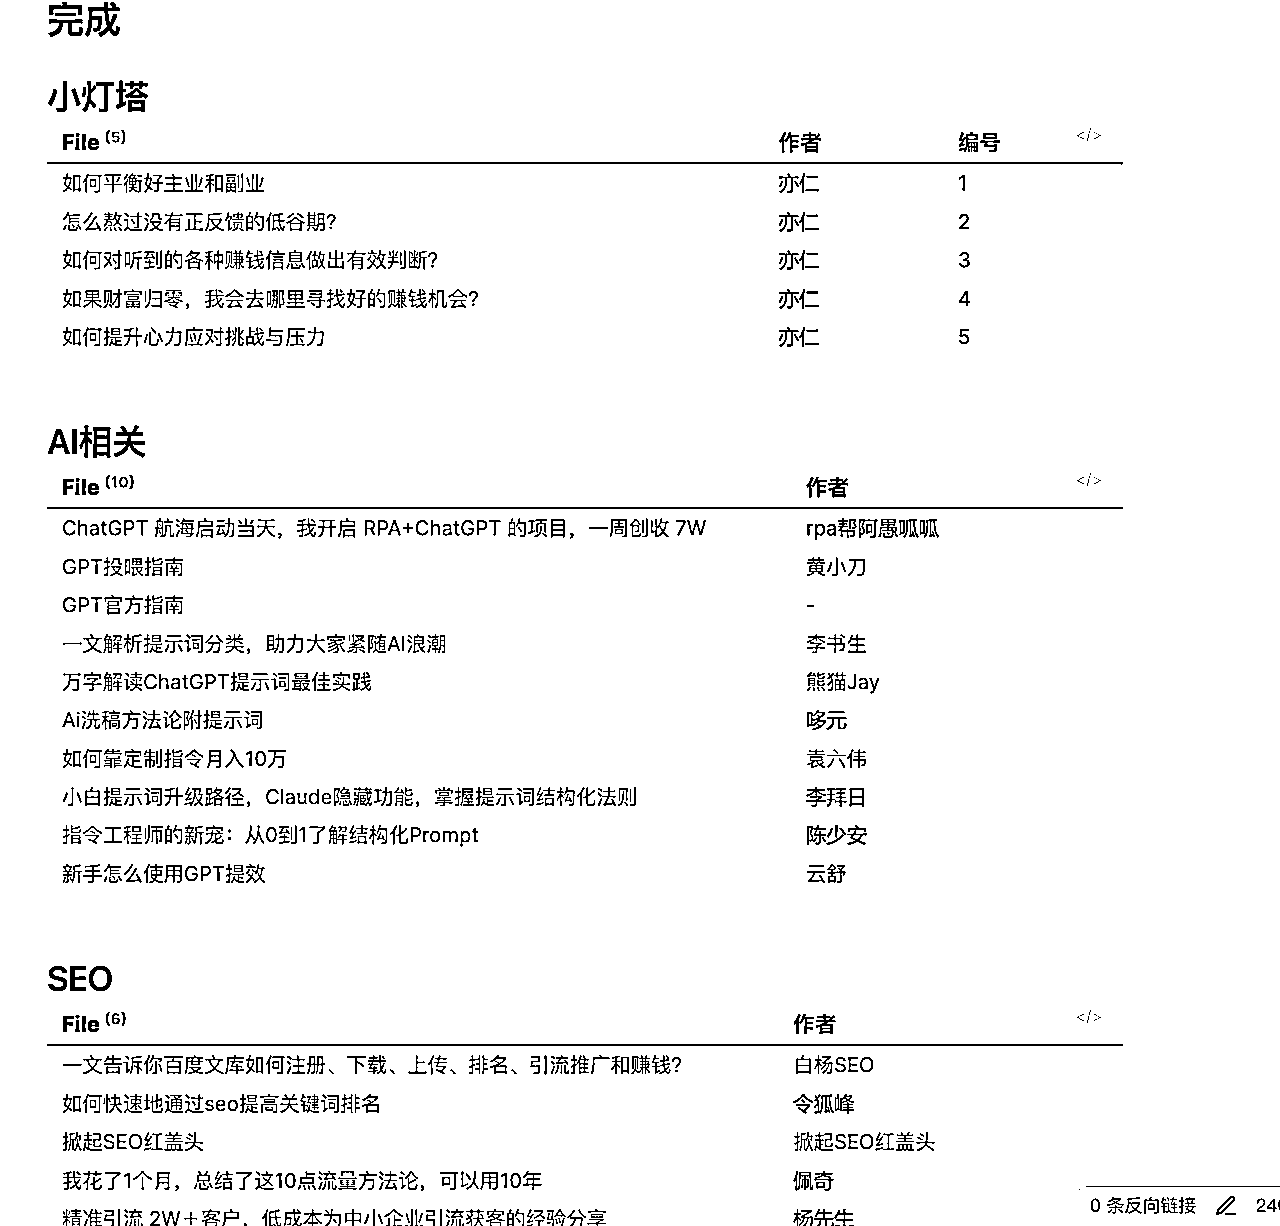 完成
小灯塔
File (5) 作者 编号 </>
如何平衡好主业和副业 亦仁 1
怎么熬过没有正反馈的低谷期? 亦仁 2
如何对听到的各种赚钱信息做出有效判断? 亦仁 3
如果财富归零，我会去哪里寻找好的赚钱机会? 亦仁 4
如何提升心力应对挑战与压力 亦仁 5
AI相关
File (10) 作者 </>
ChatGPT 航海启动当天，我开启 RPA+ChatGPT 的项目，一周创收 7W rpa帮阿愚呱呱
GPT投喂指南 黄小刀
GPT官方指南 -
一文解析提示词分类，助力大家紧随AI浪潮 李书生
万字解读ChatGPT提示词最佳实践 熊猫Jay
Ai洗稿方法论附提示词 哆元
如何靠定制指令月入10万 袁六伟
小白提示词升级路径，Claude隐藏功能，掌握提示词结构化法则 李拜日
指令工程师的新宠：从0到1了解结构化Prompt 陈少安
新手怎么使用GPT提效 云舒
SEO
File (6) 作者 </>
一文告诉你百度文库如何注册、下载、上传、排名、引流推广和赚钱? 白杨SEO
如何快速地通过seo提高关键词排名 令狐峰
掀起SEO红盖头 掀起SEO红盖头
我花了1个月，总结了这10点流量方法论，可以用10年 佩奇
精准引流 2W＋客户，低成本为中小企业引流获客的经验分享 杨先生
0 条反向链接 240